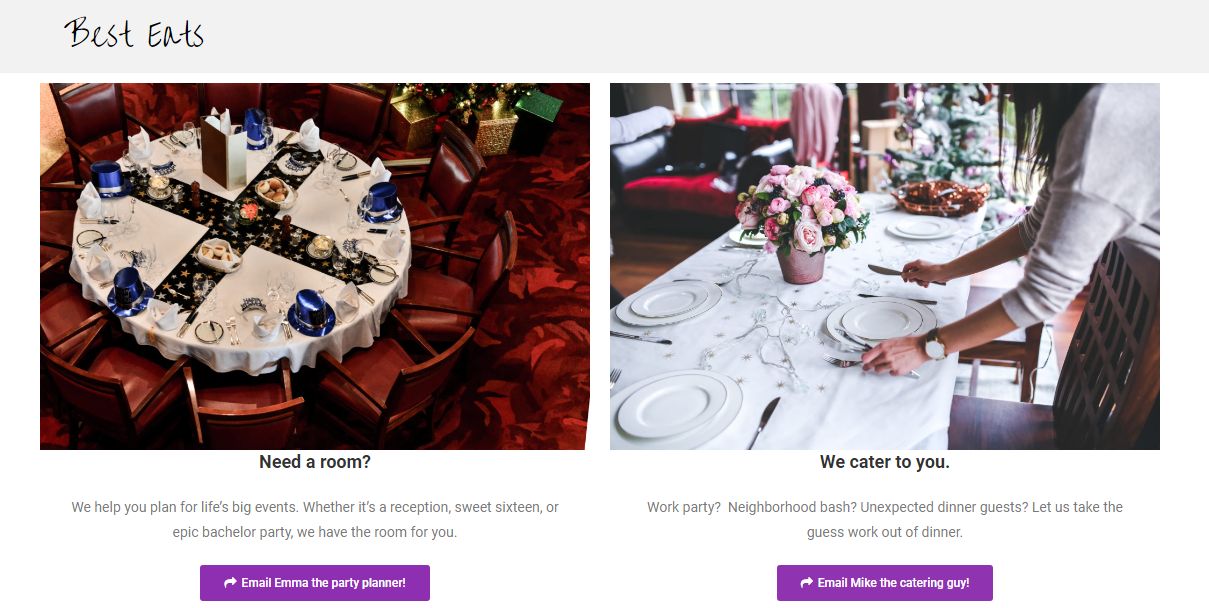 Best Eats
Need a room?
We help you plan for life’s big events. Whether it’s a reception, sweet sixteen, or
epic bachelor party, we have the room for you.
Email Emma the party planner!
We cater to you.
Work party?  Neighborhood bash? Unexpected dinner guests? Let us take the
guess work out of dinner.
Email Mike the catering guy!